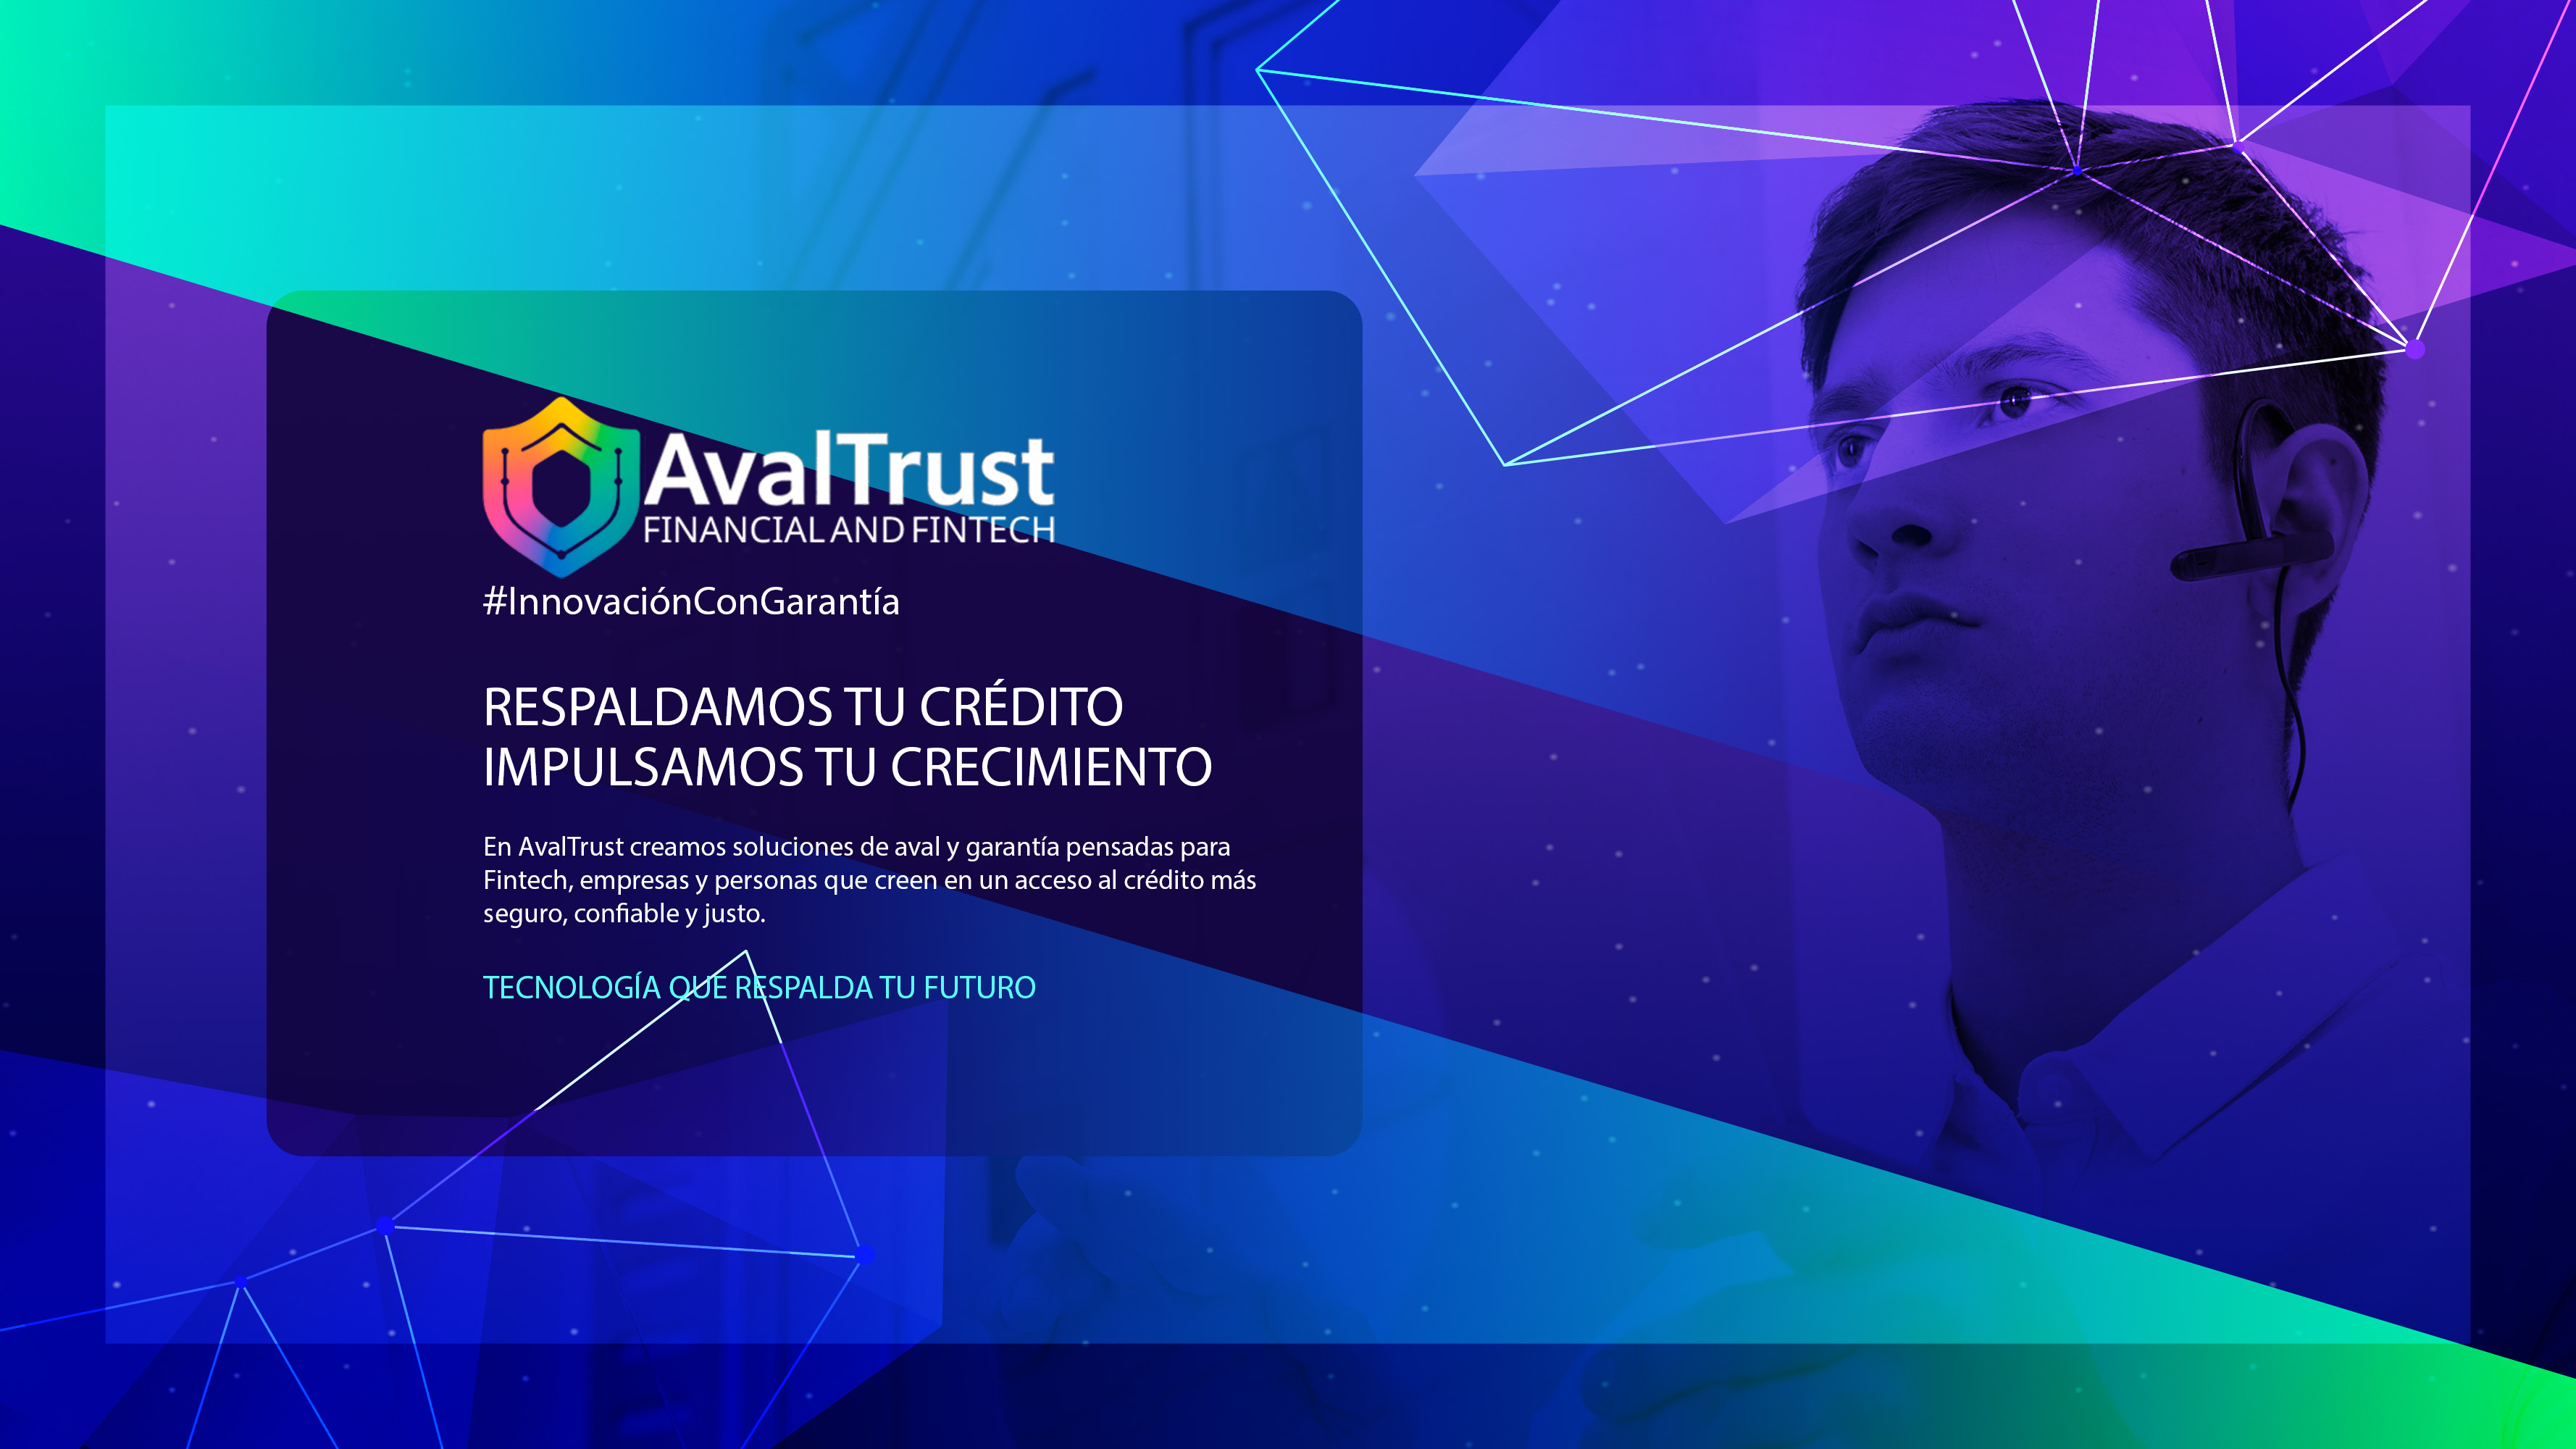 AvalTrust
FINANCIAL AND FINTECH
#InnovaciónConGarantía
RESPALDAMOS TU CRÉDITO
IMPULSAMOS TU CRECIMIENTO
En AvalTrust creamos soluciones de aval y garantía pensadas para
Fintech, empresas y personas que creen en un acceso al crédito más
seguro, confiable y justo.
TECNOLOGÍA QUE RESPALDA TU FUTURO